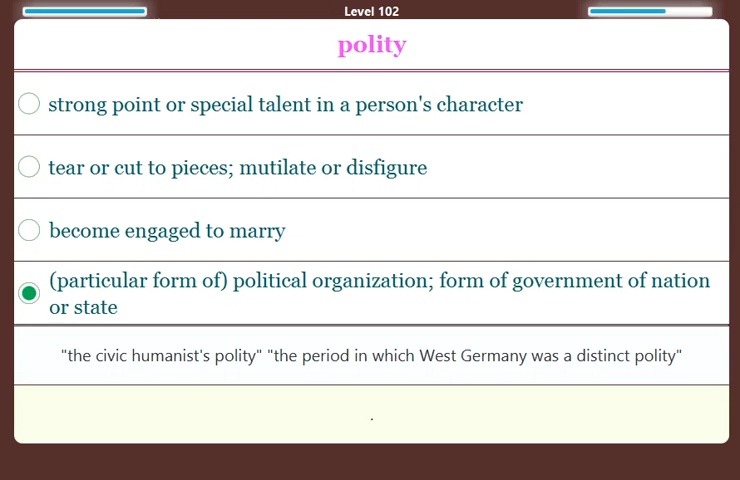 Level 102
polity
strong point or special talent in a person's character
tear or cut to pieces; mutilate or disfigure
become engaged to marry
(particular form of) political organization; form of government of nation
or state
"the civic humanist's polity" "the period in which West Germany was a distinct polity"
.